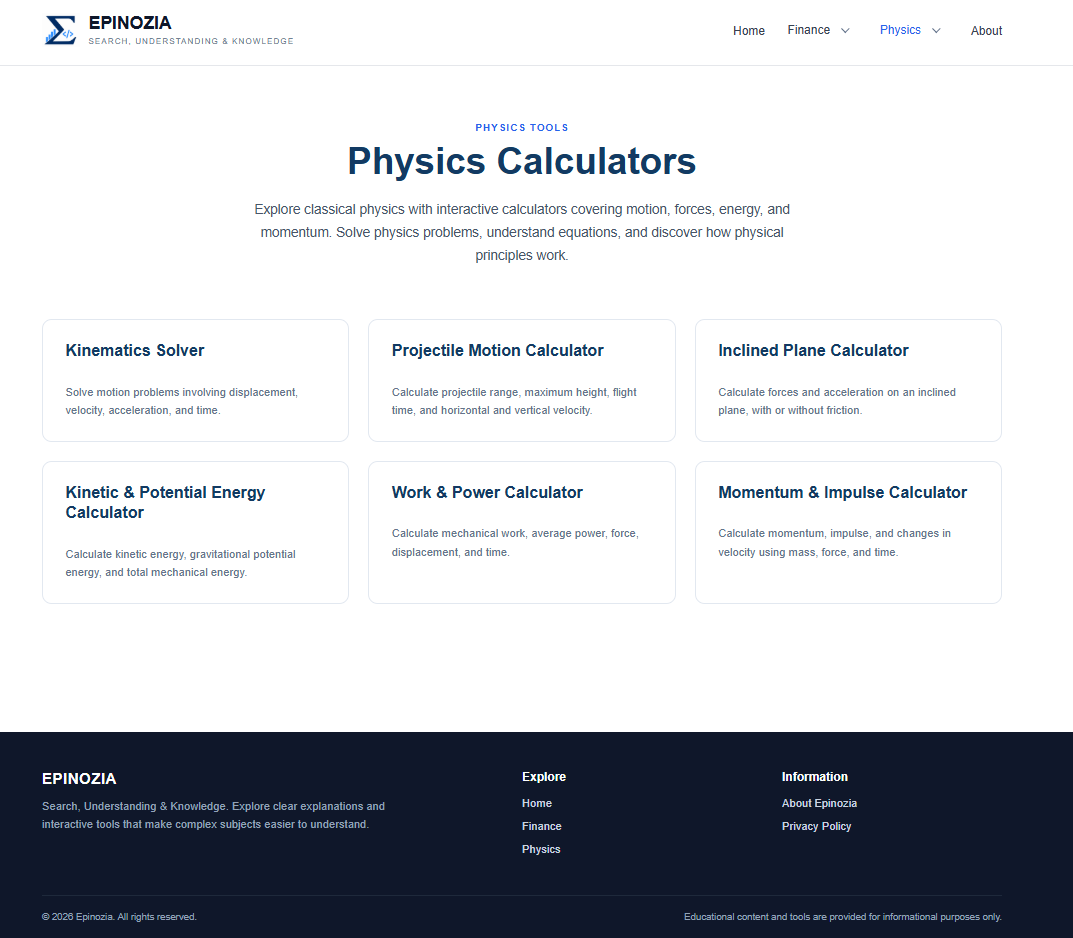 EPINOZIA
SEARCH, UNDERSTANDING & KNOWLEDGE
Home Finance Physics About
PHYSICS TOOLS
Physics Calculators
Explore classical physics with interactive calculators covering motion, forces, energy, and
momentum. Solve physics problems, understand equations, and discover how physical
principles work.
Kinematics Solver
Solve motion problems involving displacement,
velocity, acceleration, and time.
Projectile Motion Calculator
Calculate projectile range, maximum height, flight
time, and horizontal and vertical velocity.
Inclined Plane Calculator
Calculate forces and acceleration on an inclined
plane, with or without friction.
Kinetic & Potential Energy
Calculator
Calculate kinetic energy, gravitational potential
energy, and total mechanical energy.
Work & Power Calculator
Calculate mechanical work, average power, force,
displacement, and time.
Momentum & Impulse Calculator
Calculate momentum, impulse, and changes in
velocity using mass, force, and time.
EPINOZIA
Search, Understanding & Knowledge. Explore clear explanations and
interactive tools that make complex subjects easier to understand.
Explore
Home
Finance
Physics
Information
About Epinozia
Privacy Policy
© 2026 Epinozia. All rights reserved.
Educational content and tools are provided for informational purposes only.